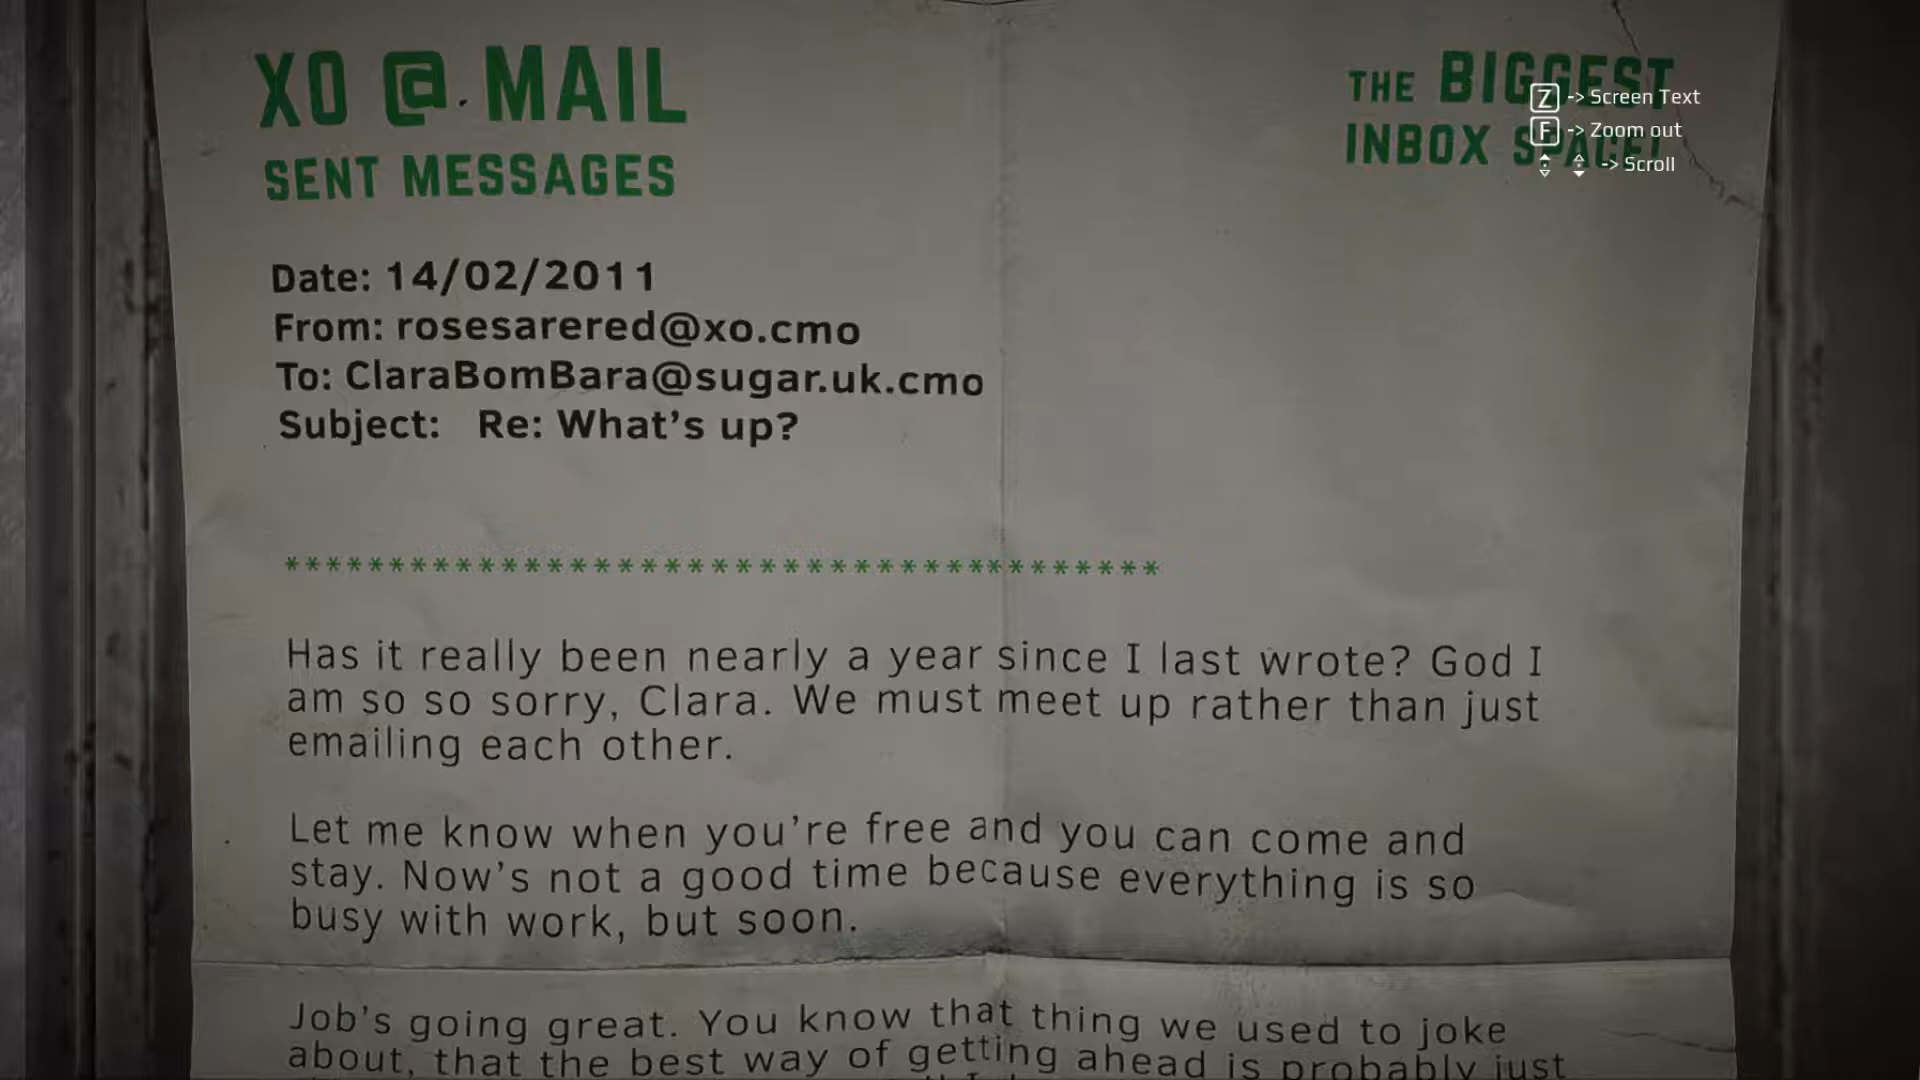 XO @ MAIL
SENT MESSAGES
THE BIGGEST
INBOX SPACE!
Z -> Screen Text
F -> Zoom out
-> Scroll
Date: 14/02/2011
From: rosesarered@xo.cmo
To: ClaraBomBara@sugar.uk.cmo
Subject: Re: What's up?
*************************************
Has it really been nearly a year since I last wrote? God I
am so so sorry, Clara. We must meet up rather than just
emailing each other.
Let me know when you're free and you can come and
stay. Now's not a good time because everything is so
busy with work, but soon.
Job's going great. You know that thing we used to joke
about, that the best way of getting ahead is probably just